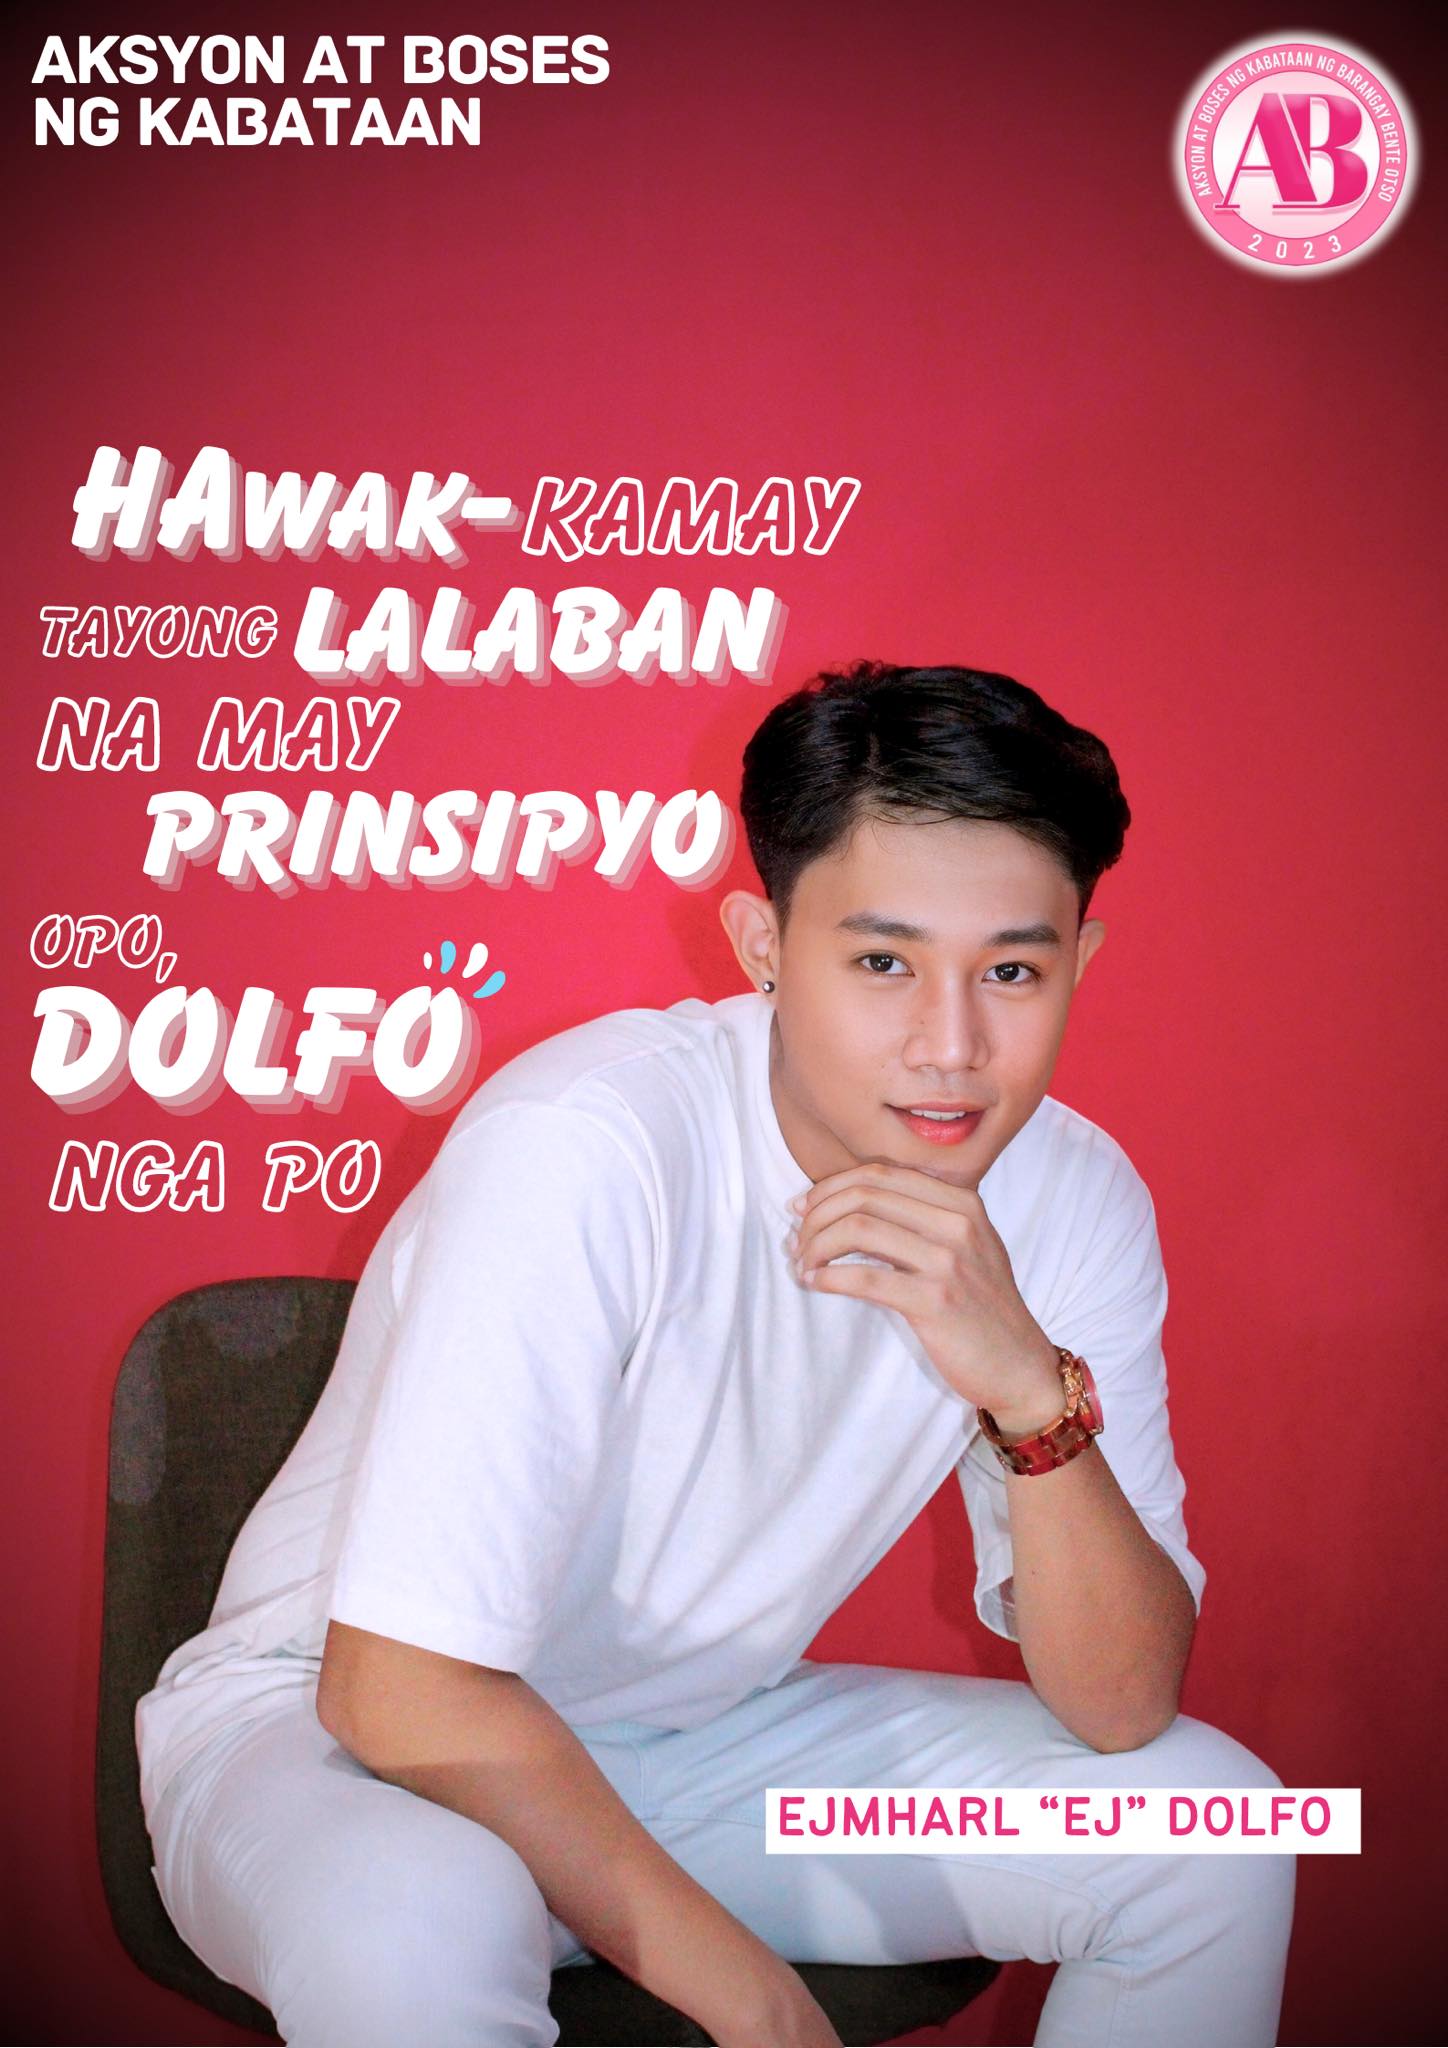 AKSYON AT BOSES
NG KABATAAN
AKSYON AT BOSES NG KABATAAN NG BARANGAY BENTE OTSO
AB
2023
HAWAK-KAMAY
TAYONG LALABAN
NA MAY
PRINSIPYO
OPO,
DOLFO
NGA PO
EJMHARL “EJ” DOLFO